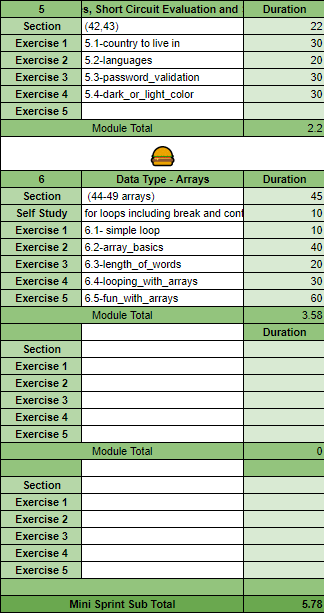 5 s, Short Circuit Evaluation and Duration
Section (42,43) 22
Exercise 1 5.1-country to live in 30
Exercise 2 5.2-languages 20
Exercise 3 5.3-password_validation 30
Exercise 4 5.4-dark_or_light_color 30
Exercise 5
Module Total 2.2
6 Data Type - Arrays Duration
Section (44-49 arrays) 45
Self Study for loops including break and cont 10
Exercise 1 6.1- simple loop 10
Exercise 2 6.2-array_basics 40
Exercise 3 6.3-length_of_words 20
Exercise 4 6.4-looping_with_arrays 30
Exercise 5 6.5-fun_with_arrays 60
Module Total 3.58
Duration
Section
Exercise 1
Exercise 2
Exercise 3
Exercise 4
Exercise 5
Module Total 0
Section
Exercise 1
Exercise 2
Exercise 3
Exercise 4
Exercise 5
Mini Sprint Sub Total 5.78